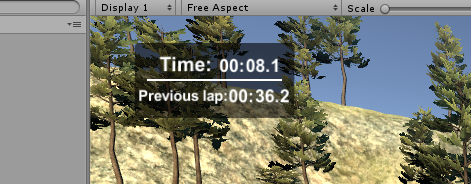 Display 1 Free Aspect Scale
Time: 00:08.1
Previous lap:00:36.2